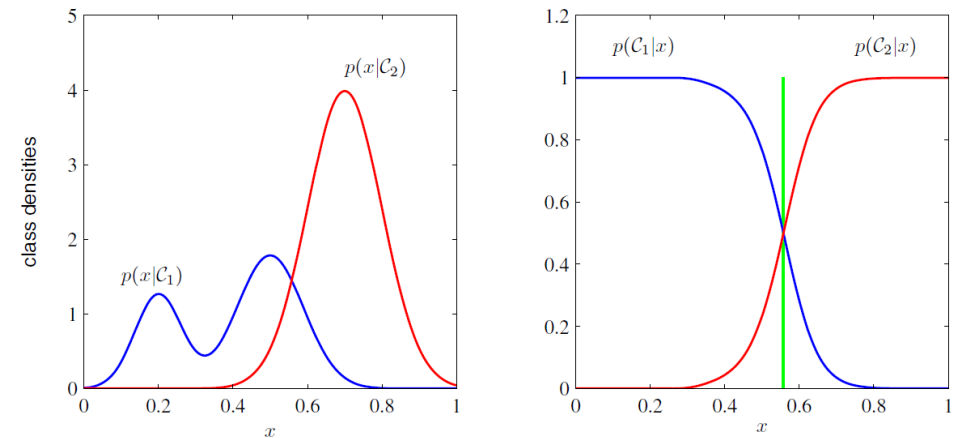 class densities
5
4
3
2
1
0
p(x|C₂)
p(x|C₁)
0 0.2 0.4 0.6 0.8 1
x
1.2
1
0.8
0.6
0.4
0.2
0
p(C₁|x)
p(C₂|x)
0 0.2 0.4 0.6 0.8 1
x